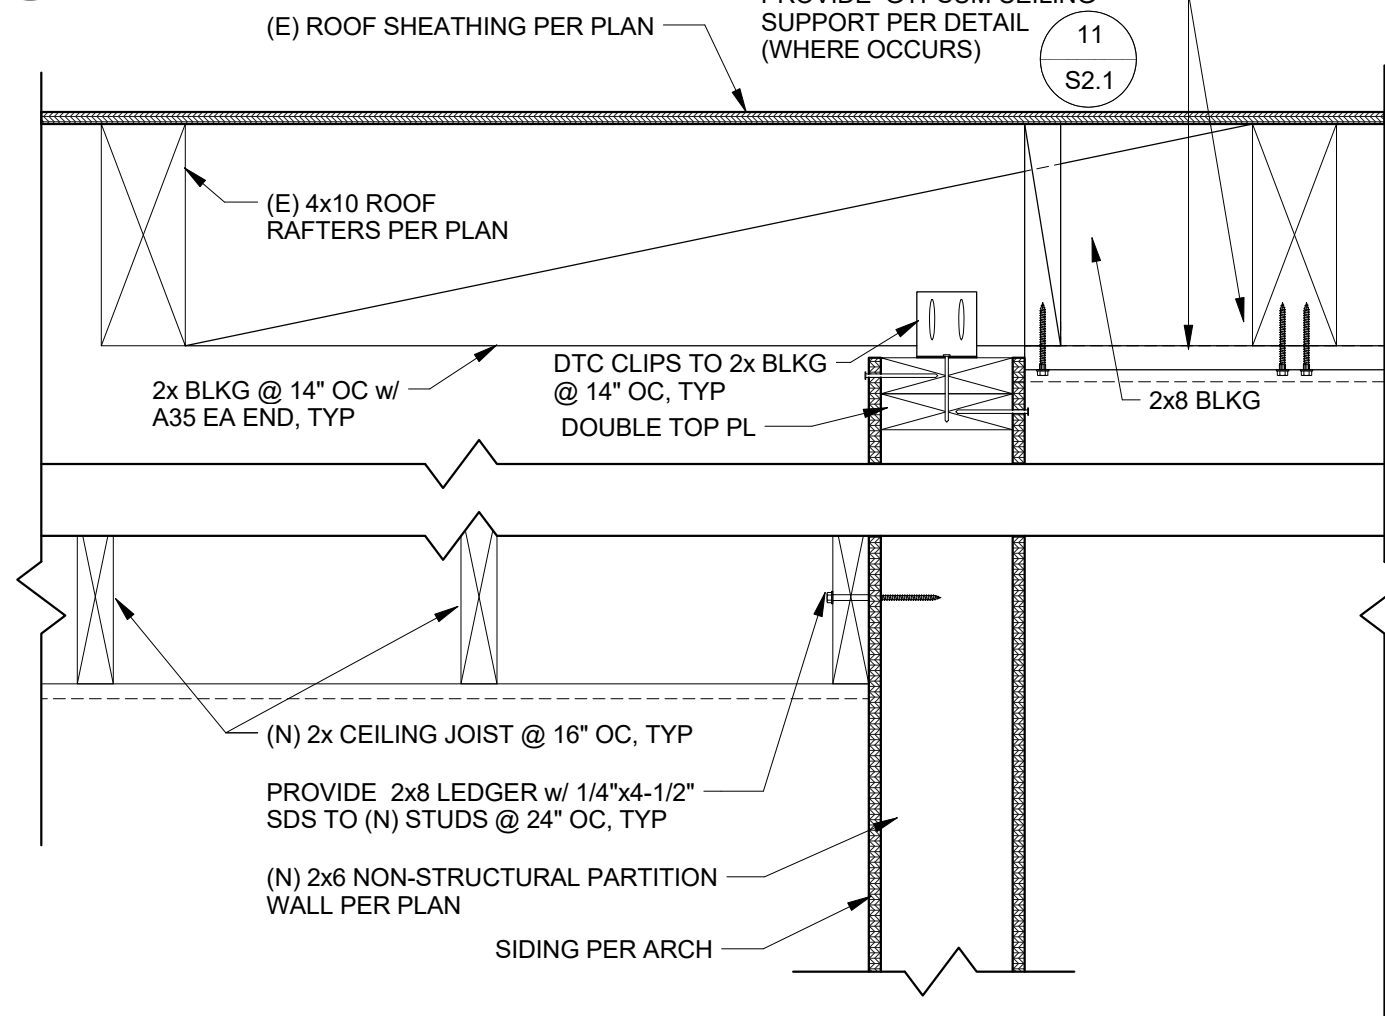 (E) ROOF SHEATHING PER PLAN
PROVIDE GYPSUM CEILING
SUPPORT PER DETAIL
(WHERE OCCURS)
11
S2.1
(E) 4x10 ROOF
RAFTERS PER PLAN
2x BLKG @ 14" OC w/
A35 EA END, TYP
DTC CLIPS TO 2x BLKG
@ 14" OC, TYP
DOUBLE TOP PL
2x8 BLKG
(N) 2x CEILING JOIST @ 16" OC, TYP
PROVIDE 2x8 LEDGER w/ 1/4"x4-1/2"
SDS TO (N) STUDS @ 24" OC, TYP
(N) 2x6 NON-STRUCTURAL PARTITION
WALL PER PLAN
SIDING PER ARCH